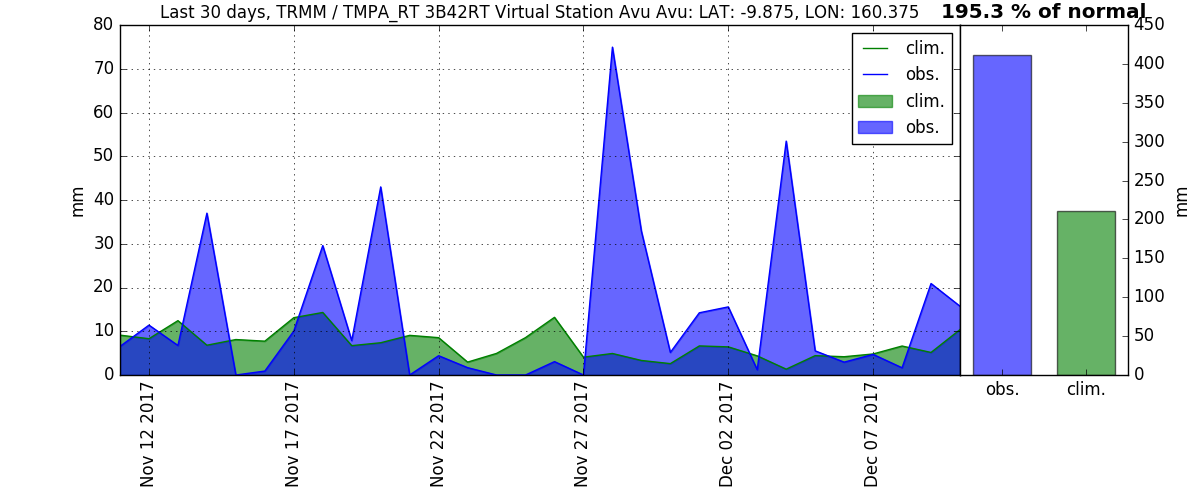 Last 30 days, TRMM / TMPA_RT 3B42RT Virtual Station Avu Avu: LAT: -9.875, LON: 160.375
195.3 % of normal
80
70
60
50
40
30
20
10
0
mm
clim.
obs.
clim.
obs.
450
400
350
300
250
200
150
100
50
0
mm
obs.
clim.
Nov 12 2017
Nov 17 2017
Nov 22 2017
Nov 27 2017
Dec 02 2017
Dec 07 2017